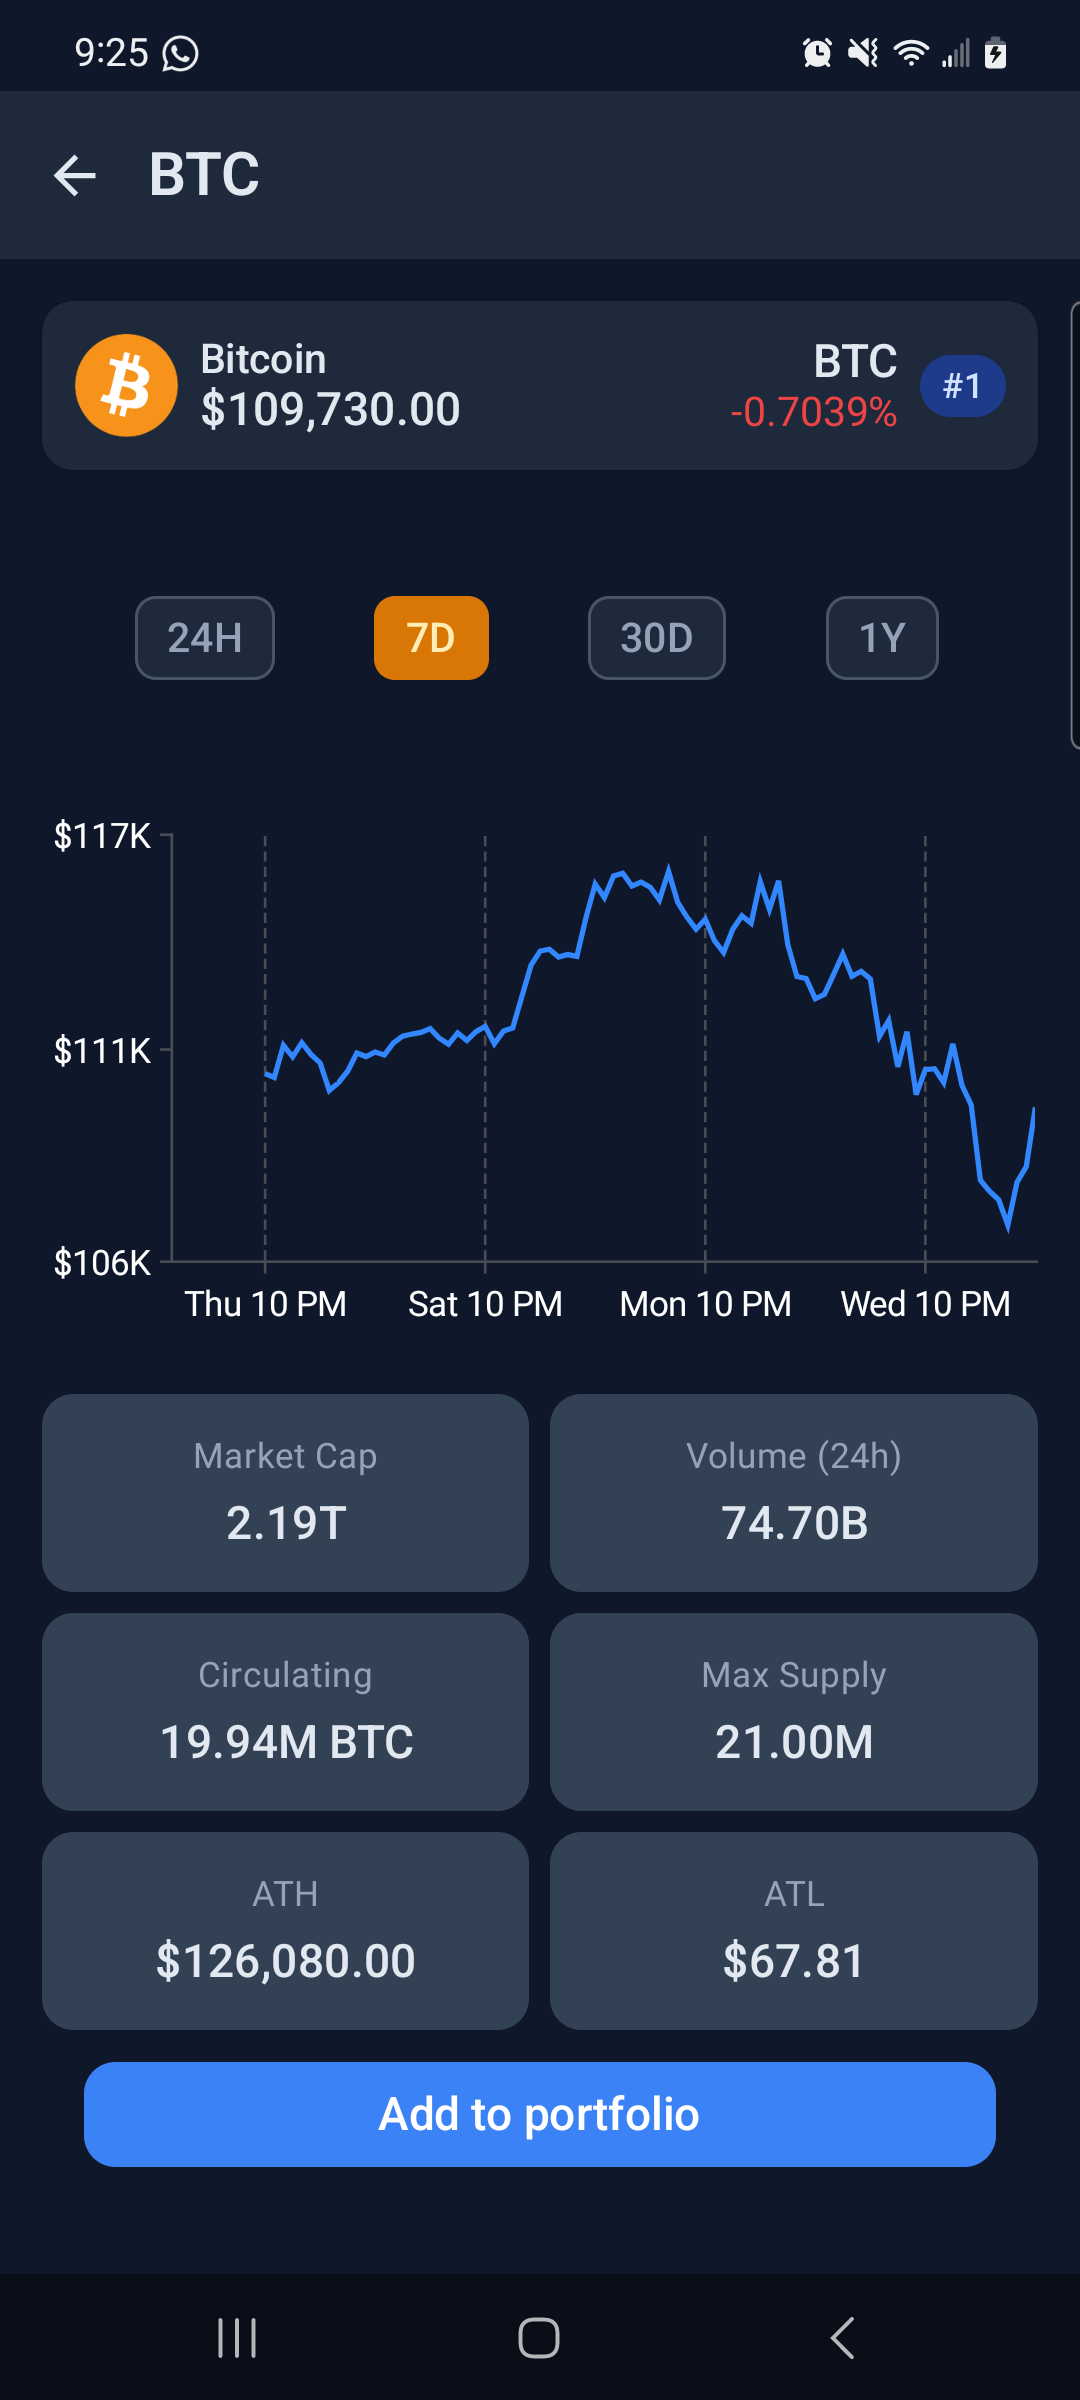 9:25
BTC
Bitcoin
$109,730.00
BTC
-0.7039%
#1
24H
7D
30D
1Y
$117K
$111K
$106K
Thu 10 PM
Sat 10 PM
Mon 10 PM
Wed 10 PM
Market Cap
2.19T
Volume (24h)
74.70B
Circulating
19.94M BTC
Max Supply
21.00M
ATH
$126,080.00
ATL
$67.81
Add to portfolio